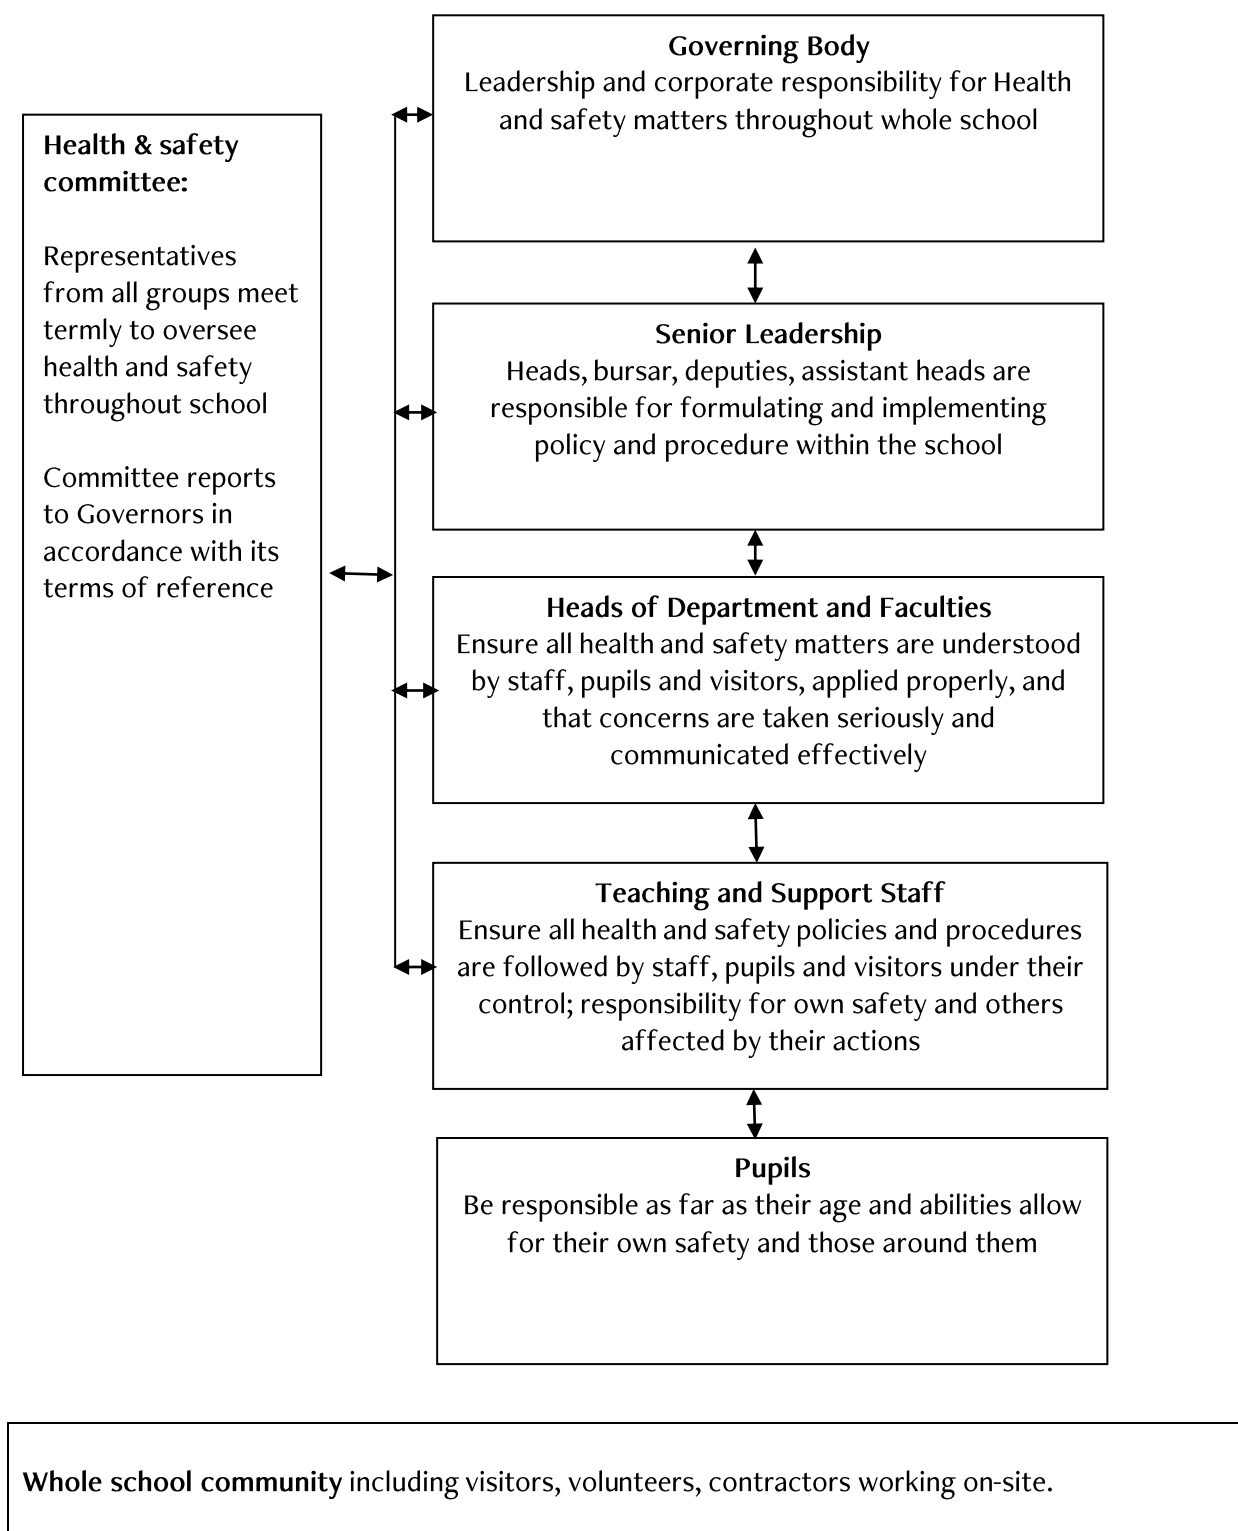 Governing Body
Leadership and corporate responsibility for Health
and safety matters throughout whole school
Health & safety
committee:
Representatives
from all groups meet
termly to oversee
health and safety
throughout school
Committee reports
to Governors in
accordance with its
terms of reference
Senior Leadership
Heads, bursar, deputies, assistant heads are
responsible for formulating and implementing
policy and procedure within the school
Heads of Department and Faculties
Ensure all health and safety matters are understood
by staff, pupils and visitors, applied properly, and
that concerns are taken seriously and
communicated effectively
Teaching and Support Staff
Ensure all health and safety policies and procedures
are followed by staff, pupils and visitors under their
control; responsibility for own safety and others
affected by their actions
Pupils
Be responsible as far as their age and abilities allow
for their own safety and those around them
Whole school community including visitors, volunteers, contractors working on-site.